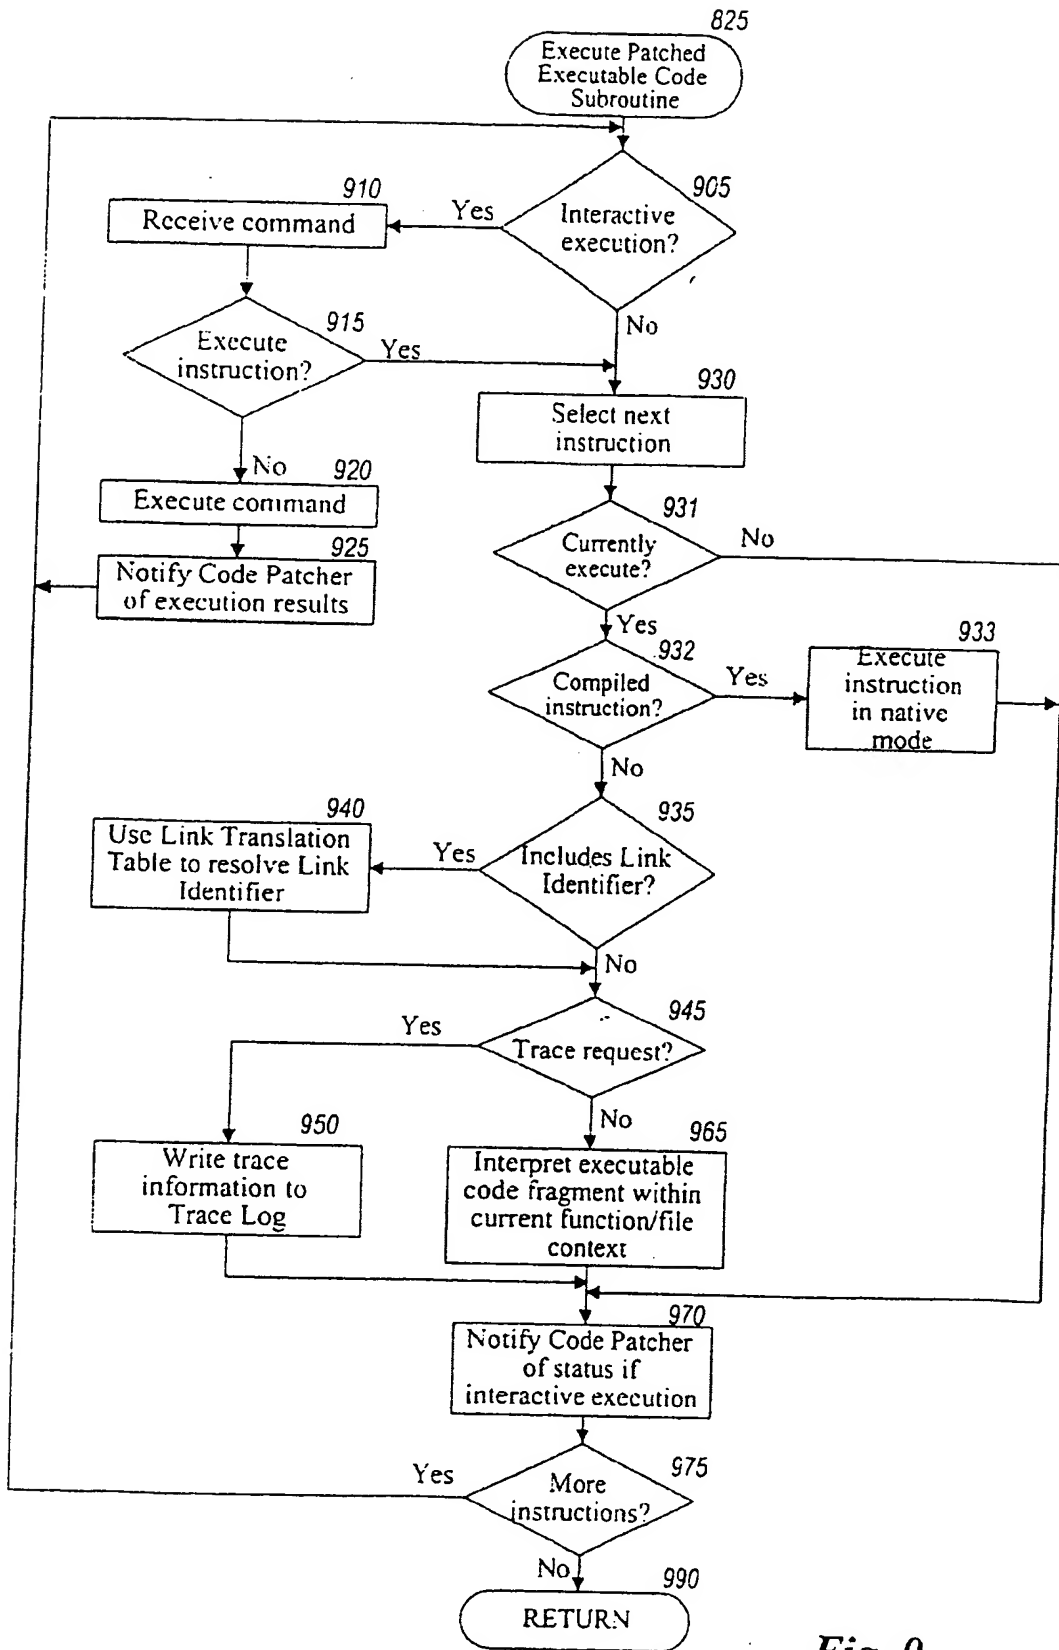 825
Execute Patched
Executable Code
Subroutine
905
Interactive
execution?
Yes
910
Receive command
No
915
Execute
instruction?
Yes
930
Select next
instruction
No
920
Execute command
931
Currently
execute?
No
925
Notify Code Patcher
of execution results
Yes
932
Compiled
instruction?
Yes
933
Execute
instruction
in native
mode
No
935
Includes Link
Identifier?
Yes
940
Use Link Translation
Table to resolve Link
Identifier
No
945
Trace request?
Yes
950
Write trace
information to
Trace Log
No
965
Interpret executable
code fragment within
current function/file
context
970
Notify Code Patcher
of status if
interactive execution
975
More
instructions?
Yes
No
990
RETURN
Fig. 9